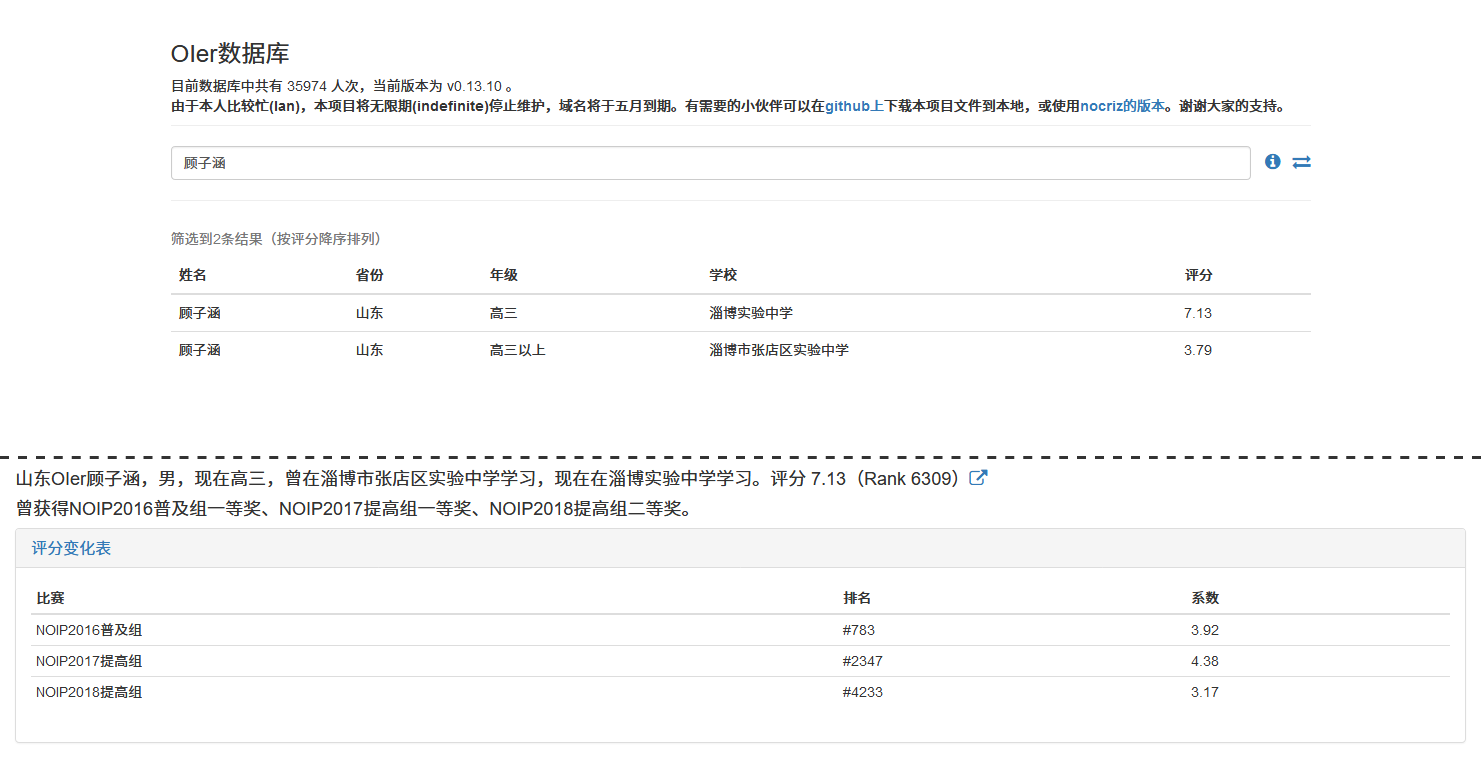 OIer数据库
目前数据库中共有 35974 人次，当前版本为 v0.13.10 。
由于本人比较忙(lan)，本项目将无限期(indefinite)停止维护，域名将于五月到期。有需要的小伙伴可以在github上下载本项目文件到本地，或使用nocriz的版本。谢谢大家的支持。
顾子涵
筛选到2条结果（按评分降序排列）
姓名 省份 年级 学校 评分
顾子涵 山东 高三 淄博实验中学 7.13
顾子涵 山东 高三以上 淄博市张店区实验中学 3.79
山东OIer顾子涵，男，现在高三，曾在淄博市张店区实验中学学习，现在在淄博实验中学学习。评分 7.13（Rank 6309）
曾获得NOIP2016普及组一等奖、NOIP2017提高组一等奖、NOIP2018提高组二等奖。
评分变化表
比赛 排名 系数
NOIP2016普及组 #783 3.92
NOIP2017提高组 #2347 4.38
NOIP2018提高组 #4233 3.17